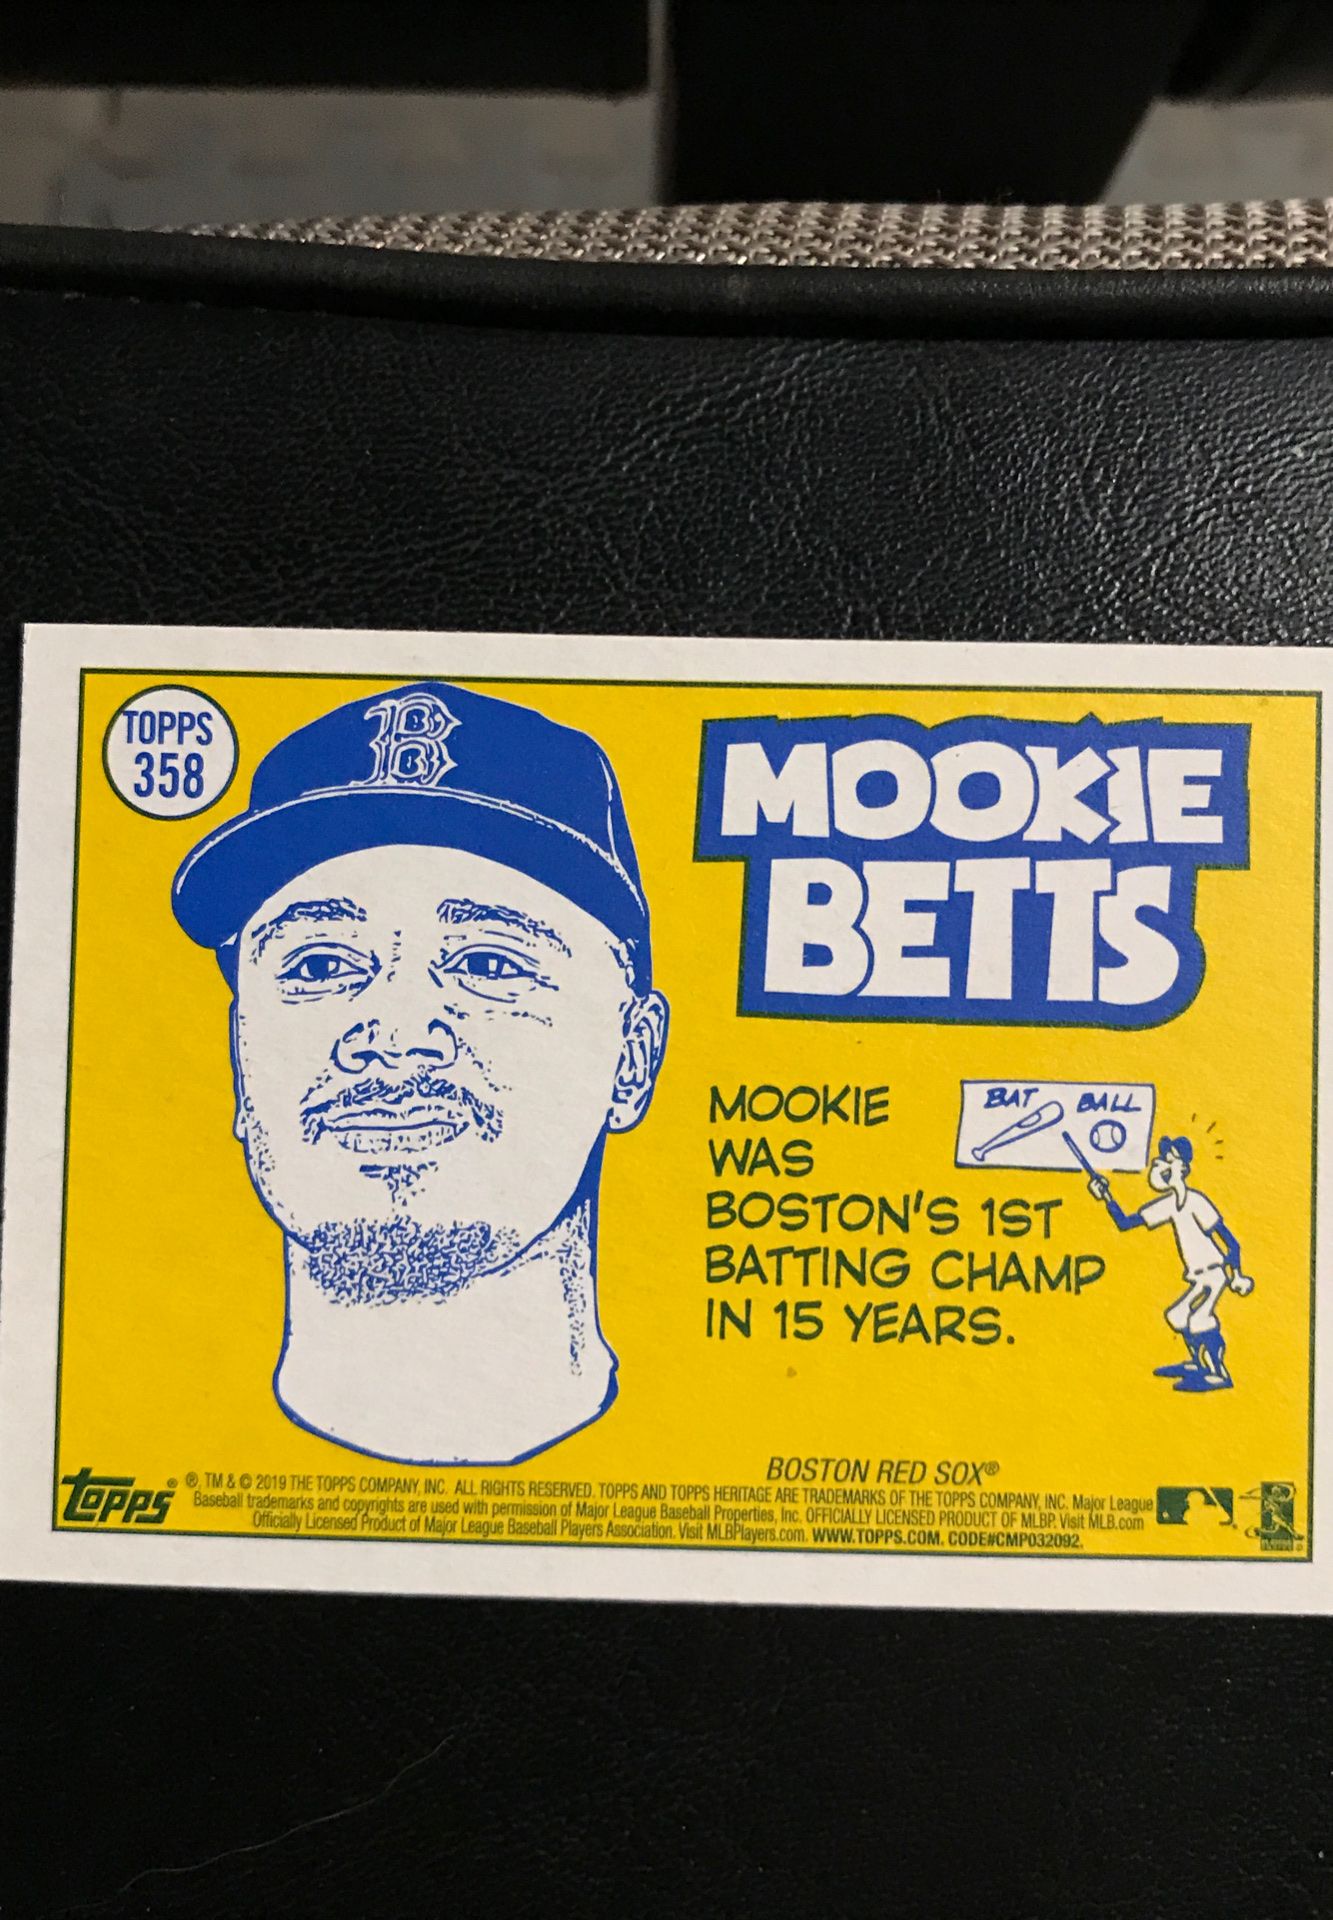 TOPPS
358
B
MOOKIE
BETTS
BAT BALL
MOOKIE
WAS
BOSTON'S 1ST
BATTING CHAMP
IN 15 YEARS.
BOSTON RED SOX®
topps®
®, TM & © 2019 THE TOPPS COMPANY, INC. ALL RIGHTS RESERVED. TOPPS AND TOPPS HERITAGE ARE TRADEMARKS OF THE TOPPS COMPANY, INC. Major League
Baseball trademarks and copyrights are used with permission of Major League Baseball Properties, Inc. OFFICIALLY LICENSED PRODUCT OF MLBP. Visit MLB.com
Officially Licensed Product of Major League Baseball Players Association. Visit MLBPlayers.com. WWW.TOPPS.COM. CODE#CMP032092.